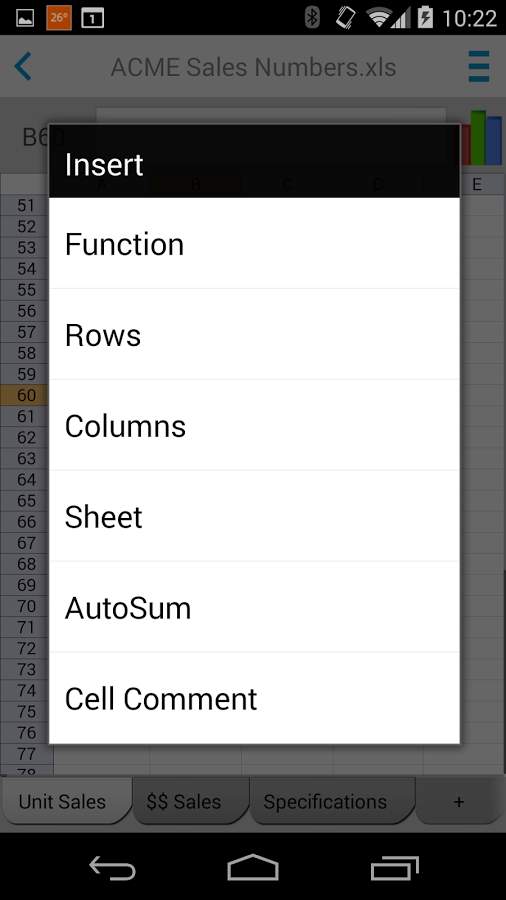 26°
1
10:22
ACME Sales Numbers.xls
B60
Insert
A B C D E
Function
Rows
Columns
Sheet
AutoSum
Cell Comment
51
52
53
54
55
56
57
58
59
60
61
62
63
64
65
66
67
68
69
70
71
72
73
74
75
76
77
78
Unit Sales
$$ Sales
Specifications
+